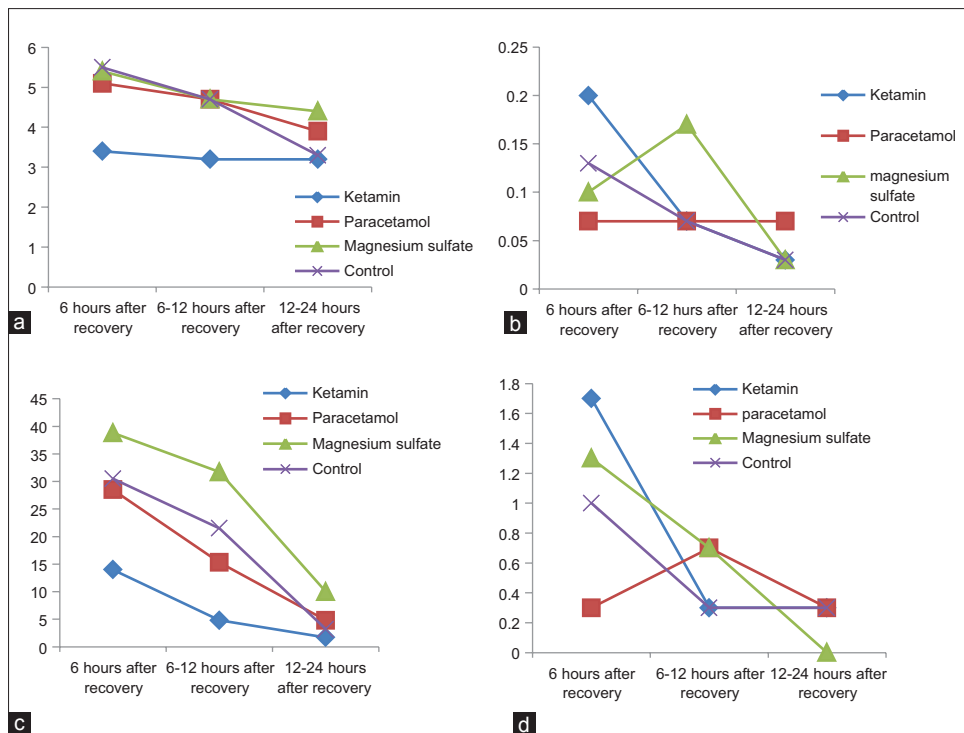 6
5
4
3
2
1
0
6 hours after
recovery
6-12 hours after
recovery
12-24 hours
after recovery
Ketamin
Paracetamol
Magnesium sulfate
Control
a
0.25
0.2
0.15
0.1
0.05
0
6 hours after
recovery
6-12 hurs after
recovery
12-24 hours
after recovery
Ketamin
Paracetamol
magnesium
sulfate
Control
b
45
40
35
30
25
20
15
10
5
0
6 hours after
recovery
6-12 hours after
recovery
12-24 hours
after recovery
Ketamin
Paracetamol
Magnesium sulfate
Control
c
1.8
1.6
1.4
1.2
1
0.8
0.6
0.4
0.2
0
6 hours after
recovery
6-12 hours after
recovery
12-24 hours after
recovery
Ketamin
paracetamol
Magnesium sulfate
Control
d